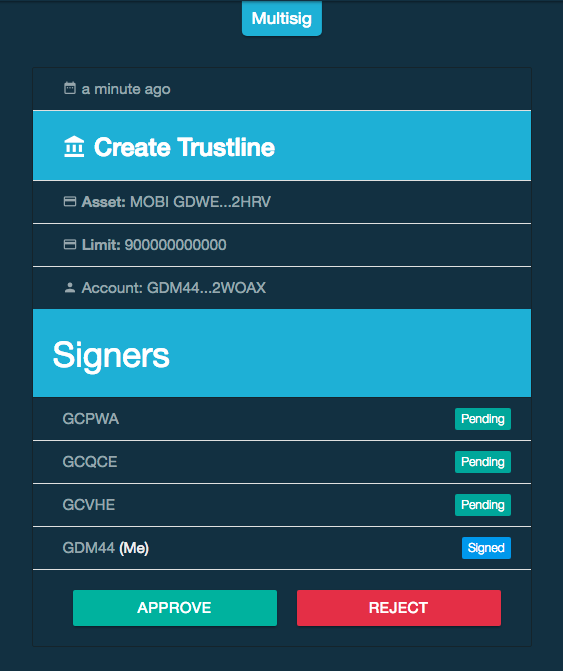 Multisig
a minute ago
Create Trustline
Asset: MOBI GDWE...2HRV
Limit: 900000000000
Account: GDM44...2WOAX
Signers
GCPWA Pending
GCQCE Pending
GCVHE Pending
GDM44 (Me) Signed
APPROVE REJECT